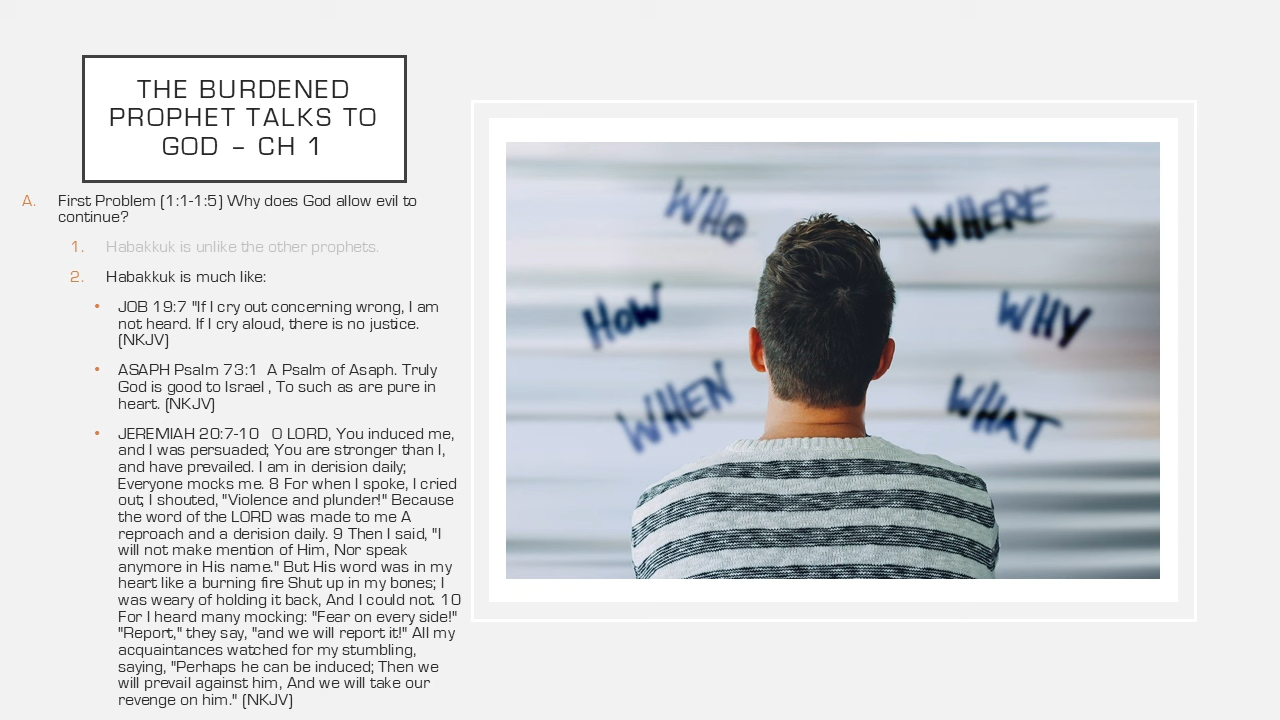 THE BURDENED
PROPHET TALKS TO
GOD – CH 1
A. First Problem (1:1-1:5) Why does God allow evil to
continue?
1. Habakkuk is unlike the other prophets.
2. Habakkuk is much like:
• JOB 19:7 "If I cry out concerning wrong, I am
not heard. If I cry aloud, there is no justice.
(NKJV)
• ASAPH Psalm 73:1  A Psalm of Asaph. Truly
God is good to Israel , To such as are pure in
heart. (NKJV)
• JEREMIAH 20:7-10   O LORD, You induced me,
and I was persuaded; You are stronger than I,
and have prevailed. I am in derision daily;
Everyone mocks me. 8 For when I spoke, I cried
out; I shouted, "Violence and plunder!" Because
the word of the LORD was made to me A
reproach and a derision daily. 9 Then I said, "I
will not make mention of Him, Nor speak
anymore in His name." But His word was in my
heart like a burning fire Shut up in my bones; I
was weary of holding it back, And I could not. 10
For I heard many mocking: "Fear on every side!"
"Report," they say, "and we will report it!" All my
acquaintances watched for my stumbling,
saying, "Perhaps he can be induced; Then we
will prevail against him, And we will take our
revenge on him." (NKJV)
WHO
WHERE
HOW
WHY
WHEN
WHAT